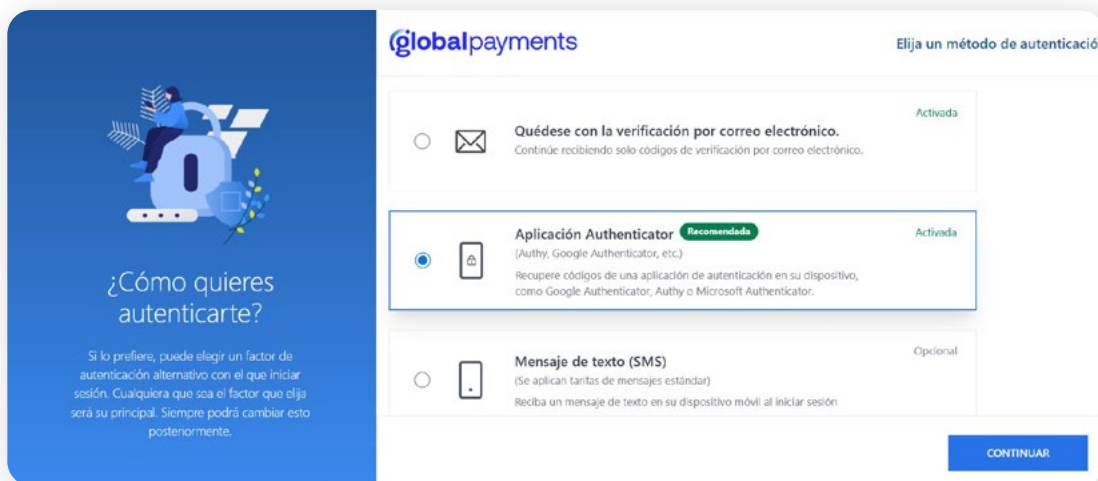 ¿Cómo quieres
autenticarte?
Si lo prefiere, puede elegir un factor de
autenticación alternativo con el que iniciar
sesión. Cualquiera que sea el factor que elija
será su principal. Siempre podrá cambiar esto
posteriormente.
globalpayments
Elija un método de autenticació
Activada
Quédese con la verificación por correo electrónico.
Continúe recibiendo solo códigos de verificación por correo electrónico.
Aplicación Authenticator Recomendada
Activada
(Authy, Google Authenticator, etc.)
Recupere códigos de una aplicación de autenticación en su dispositivo,
como Google Authenticator, Authy o Microsoft Authenticator.
Opcional
Mensaje de texto (SMS)
(Se aplican tarifas de mensajes estándar)
Reciba un mensaje de texto en su dispositivo móvil al iniciar sesión
CONTINUAR